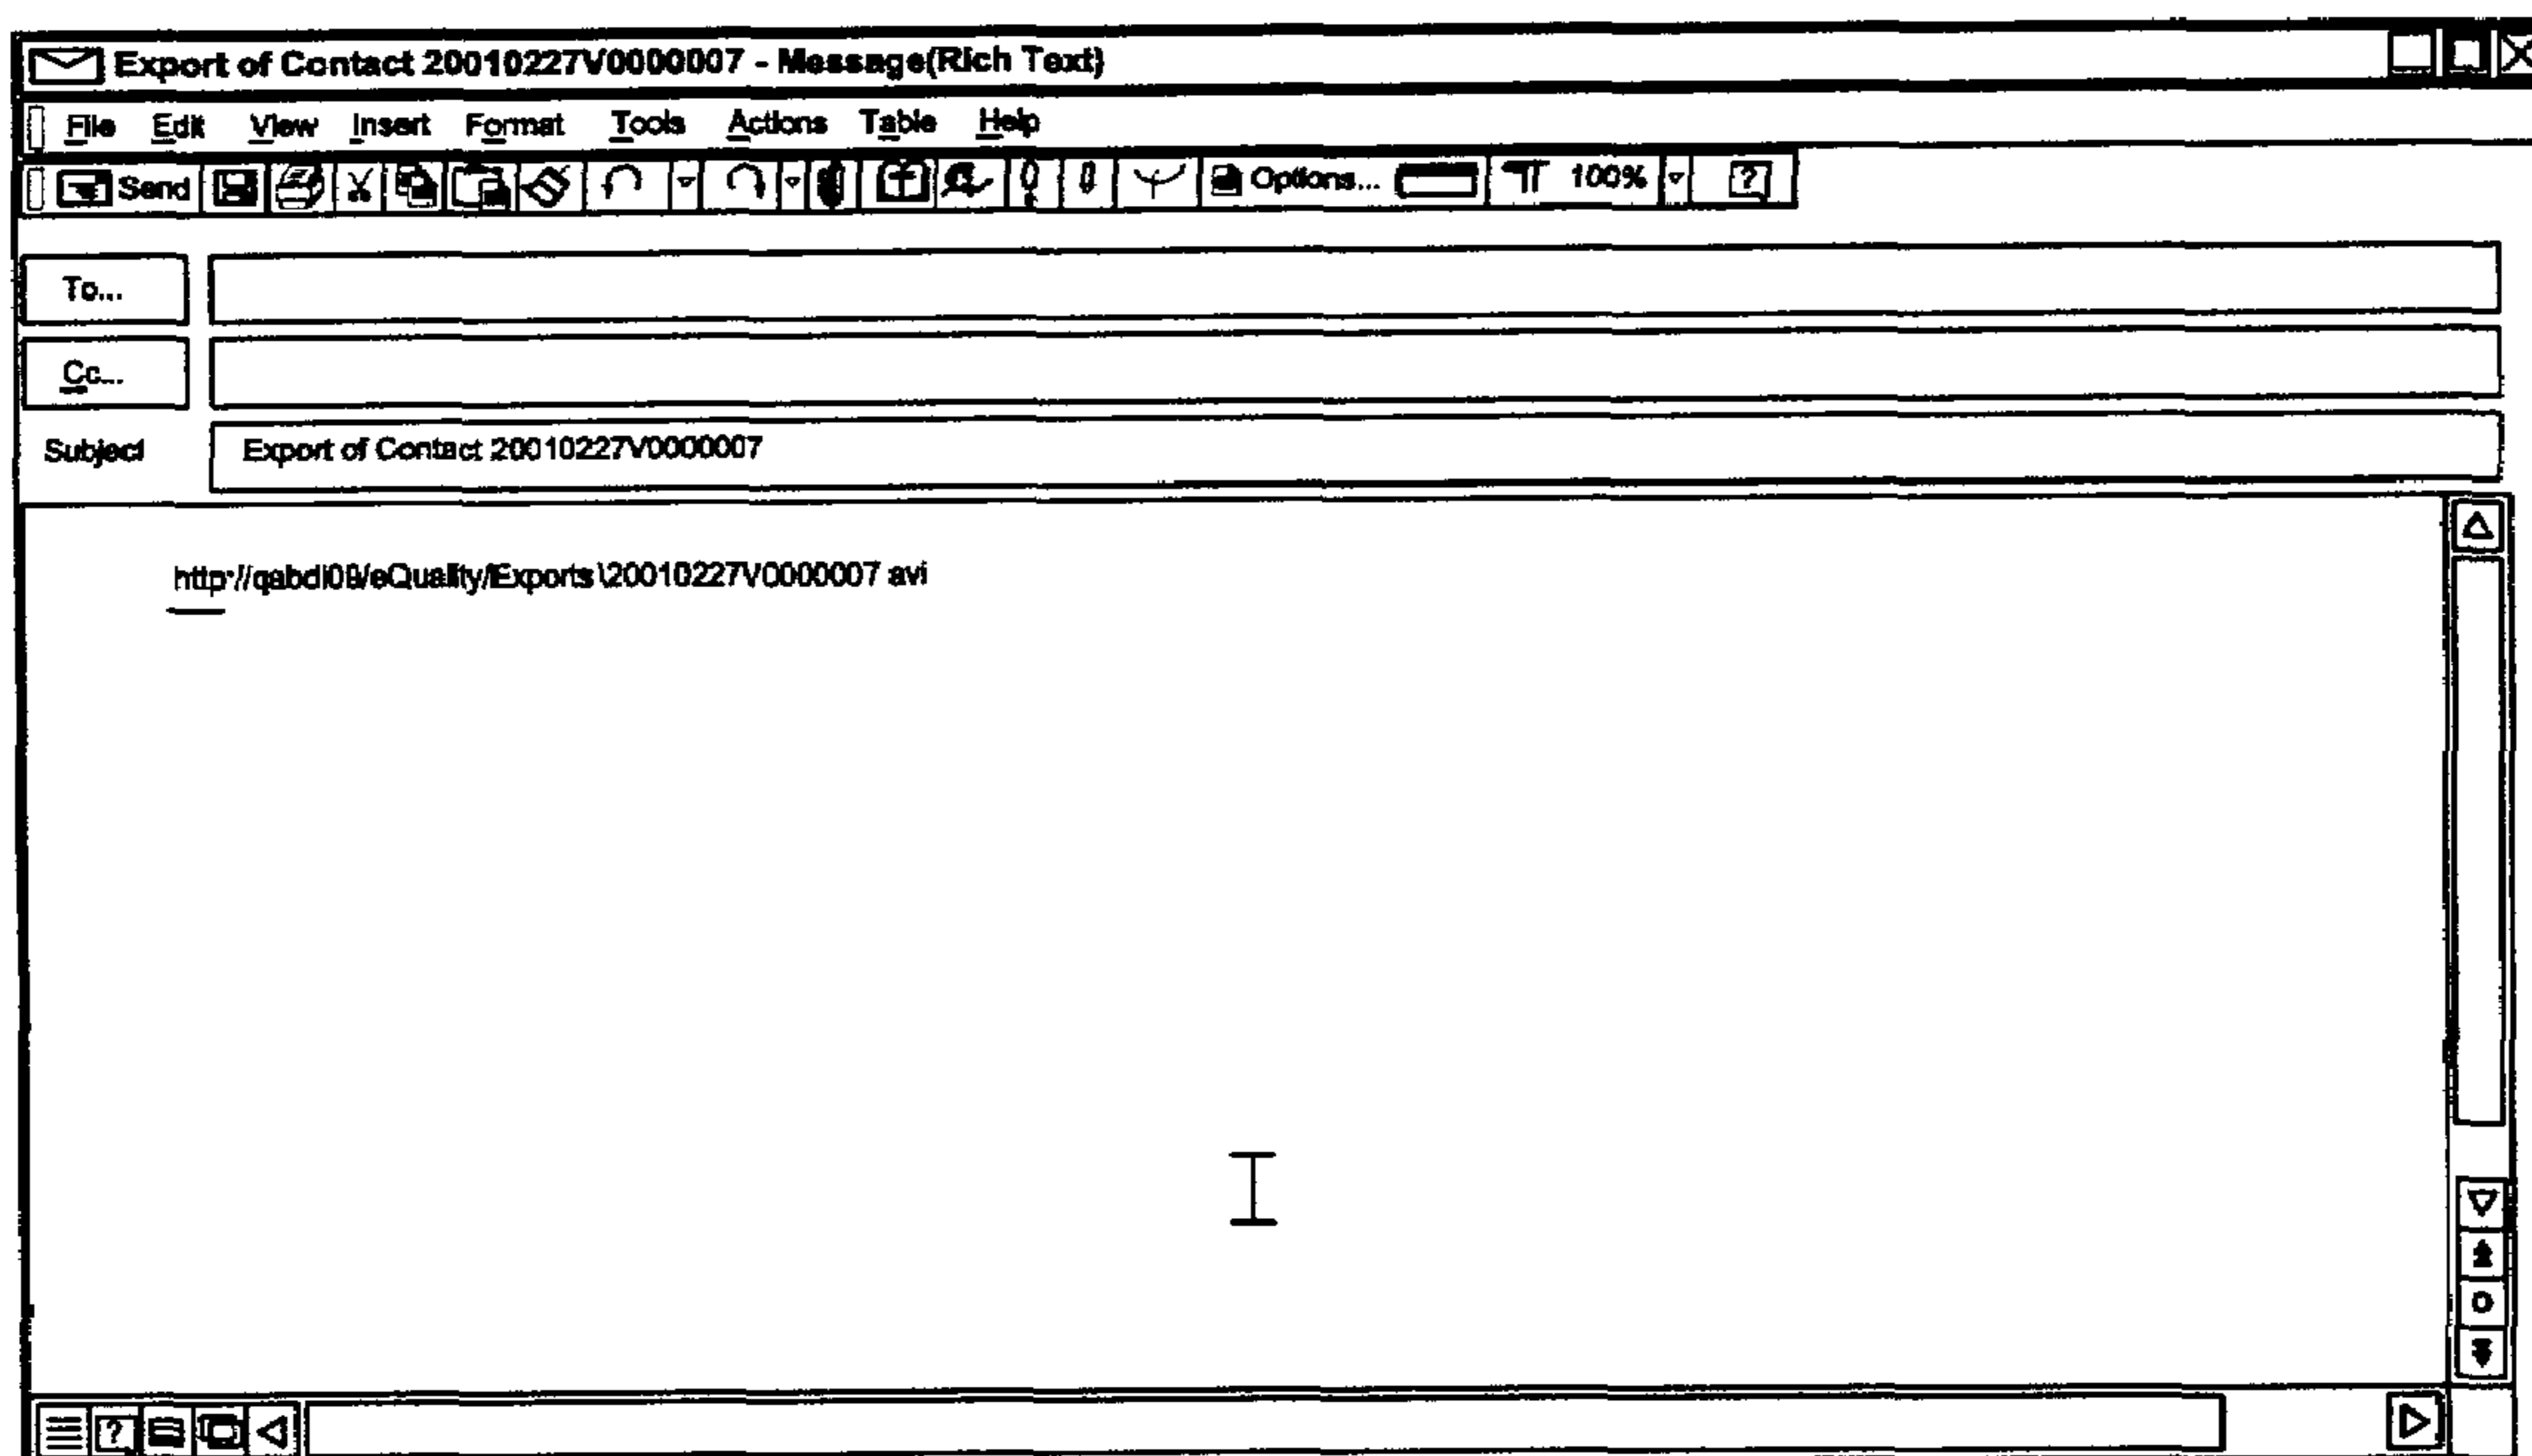 Export of Contact 20010227V0000007 - Message(Rich Text)
File Edit View Insert Format Tools Actions Table Help
Send Options... 100%
To...
Cc...
Subject Export of Contact 20010227V0000007
http://qabdi09/eQuality/Exports\20010227V0000007 avi